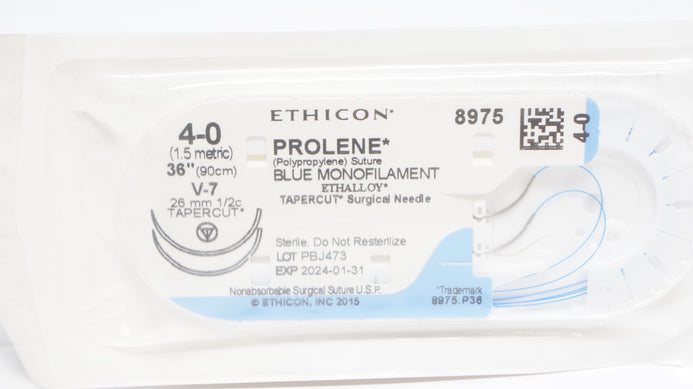 ETHICON*
8975
4-0
4-0
(1.5 metric)
36" (90cm)
V-7
26 mm 1/2c
TAPERCUT*
PROLENE*
(Polypropylene) Suture
BLUE MONOFILAMENT
ETHALLOY*
TAPERCUT* Surgical Needle
Sterile. Do Not Resterilize
LOT PBJ473
EXP 2024-01-31
Nonabsorbable Surgical Suture U.S.P.
© ETHICON, INC 2015
*Trademark
8975.P36